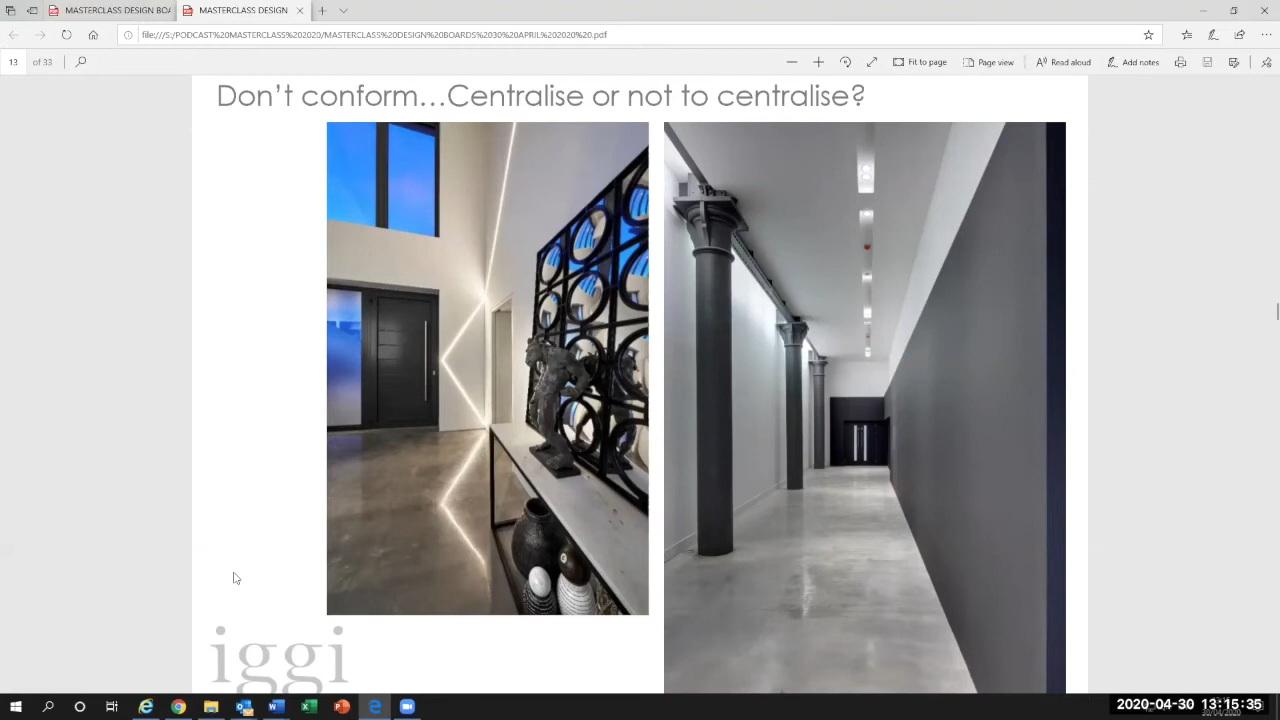 MASTERCLASS DESIGN BOA
MASTERCLASS DESIGN
file:///S:/PODCAST%20MASTERCLASS%202020/MASTERCLASS%20DESIGN%20BOARDS%2030%20APRIL%202020%20.pdf
13 of 33
Fit to page
Page view
Read aloud
Add notes
Don't conform...Centralise or not to centralise?
iggi
2020-04-30 13:15:35